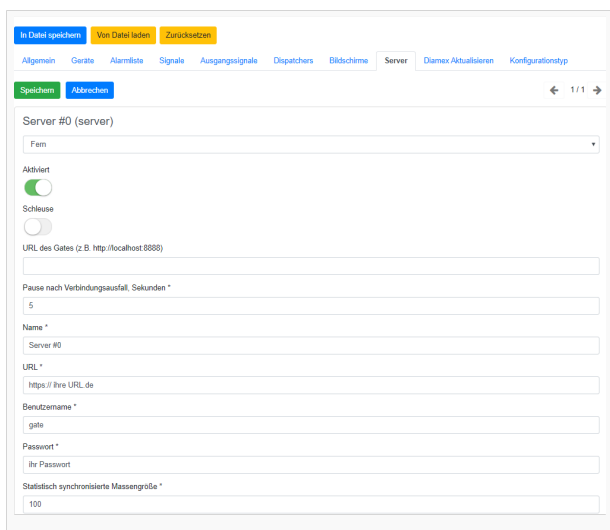 In Datei speichern Von Datei laden Zurücksetzen
Allgemein Geräte Alarmliste Signale Ausgangssignale Dispatchers Bildschirme Server Diamex Aktualisieren Konfigurationstyp
Speichern Abbrechen 1 / 1
Server #0 (server)
Fern
Aktiviert
Schleuse
URL des Gates (z.B. http://localhost:8888)
Pause nach Verbindungsausfall, Sekunden *
5
Name *
Server #0
URL *
https:// ihre URL.de
Benutzername *
gate
Passwort *
Ihr Passwort
Statistisch synchronisierte Massengröße *
100